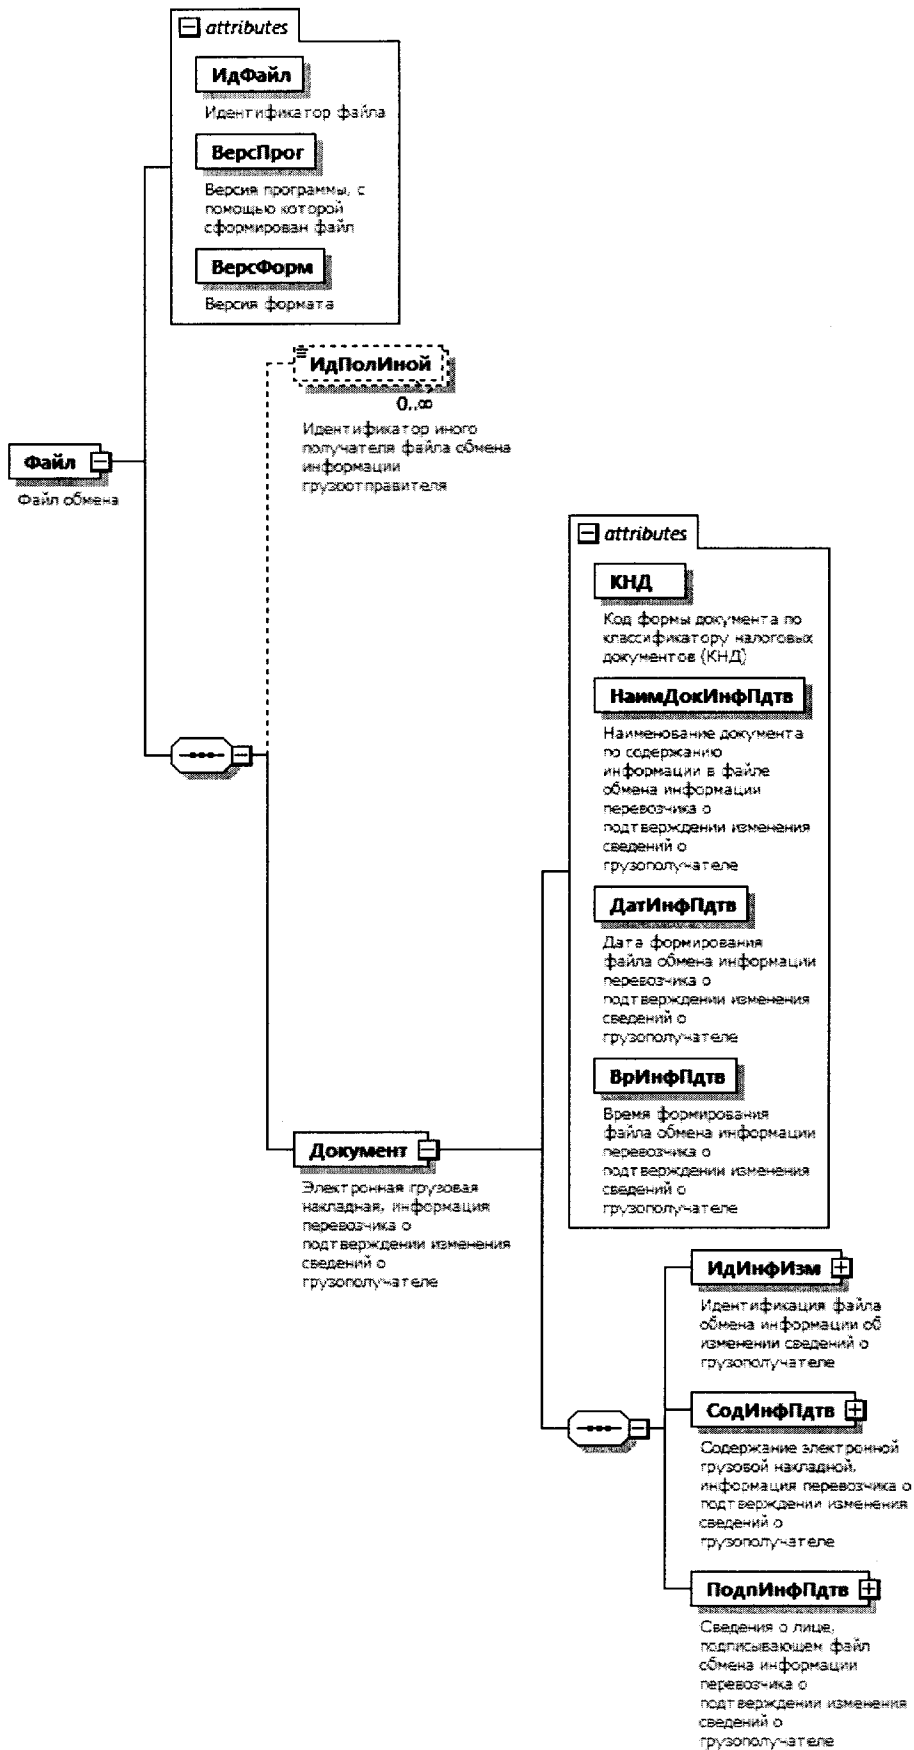 attributes
ИдФайл
Идентификатор файла
ВерсПрог
Версия программы, с
помощью которой
сформирован файл
ВерсФорм
Версия формата
ИдПолИной
0..∞
Идентификатор иного
получателя файла обмена
информации
грузоотправителя
Файл
Файл обмена
attributes
КНД
Код формы документа по
классификатору налоговых
документов (КНД)
НаимДокИнфПдтв
Наименование документа
по содержанию
информации в файле
обмена информации
перевозчика о
подтверждении изменения
сведений о
грузополучателе
ДатИнфПдтв
Дата формирования
файла обмена информации
перевозчика о
подтверждении изменения
сведений о
грузополучателе
ВрИнфПдтв
Время формирования
файла обмена информации
перевозчика о
подтверждении изменения
сведений о
грузополучателе
Документ
Электронная грузовая
накладная, информация
перевозчика о
подтверждении изменения
сведений о
грузополучателе
ИдИнфИзм
Идентификация файла
обмена информации об
изменении сведений о
грузополучателе
СодИнфПдтв
Содержание электронной
грузовой накладной,
информация перевозчика о
подтверждении изменения
сведений о
грузополучателе
ПодпИнфПдтв
Сведения о лице,
подписывающем файл
обмена информации
перевозчика о
подтверждении изменения
сведений о
грузополучателе